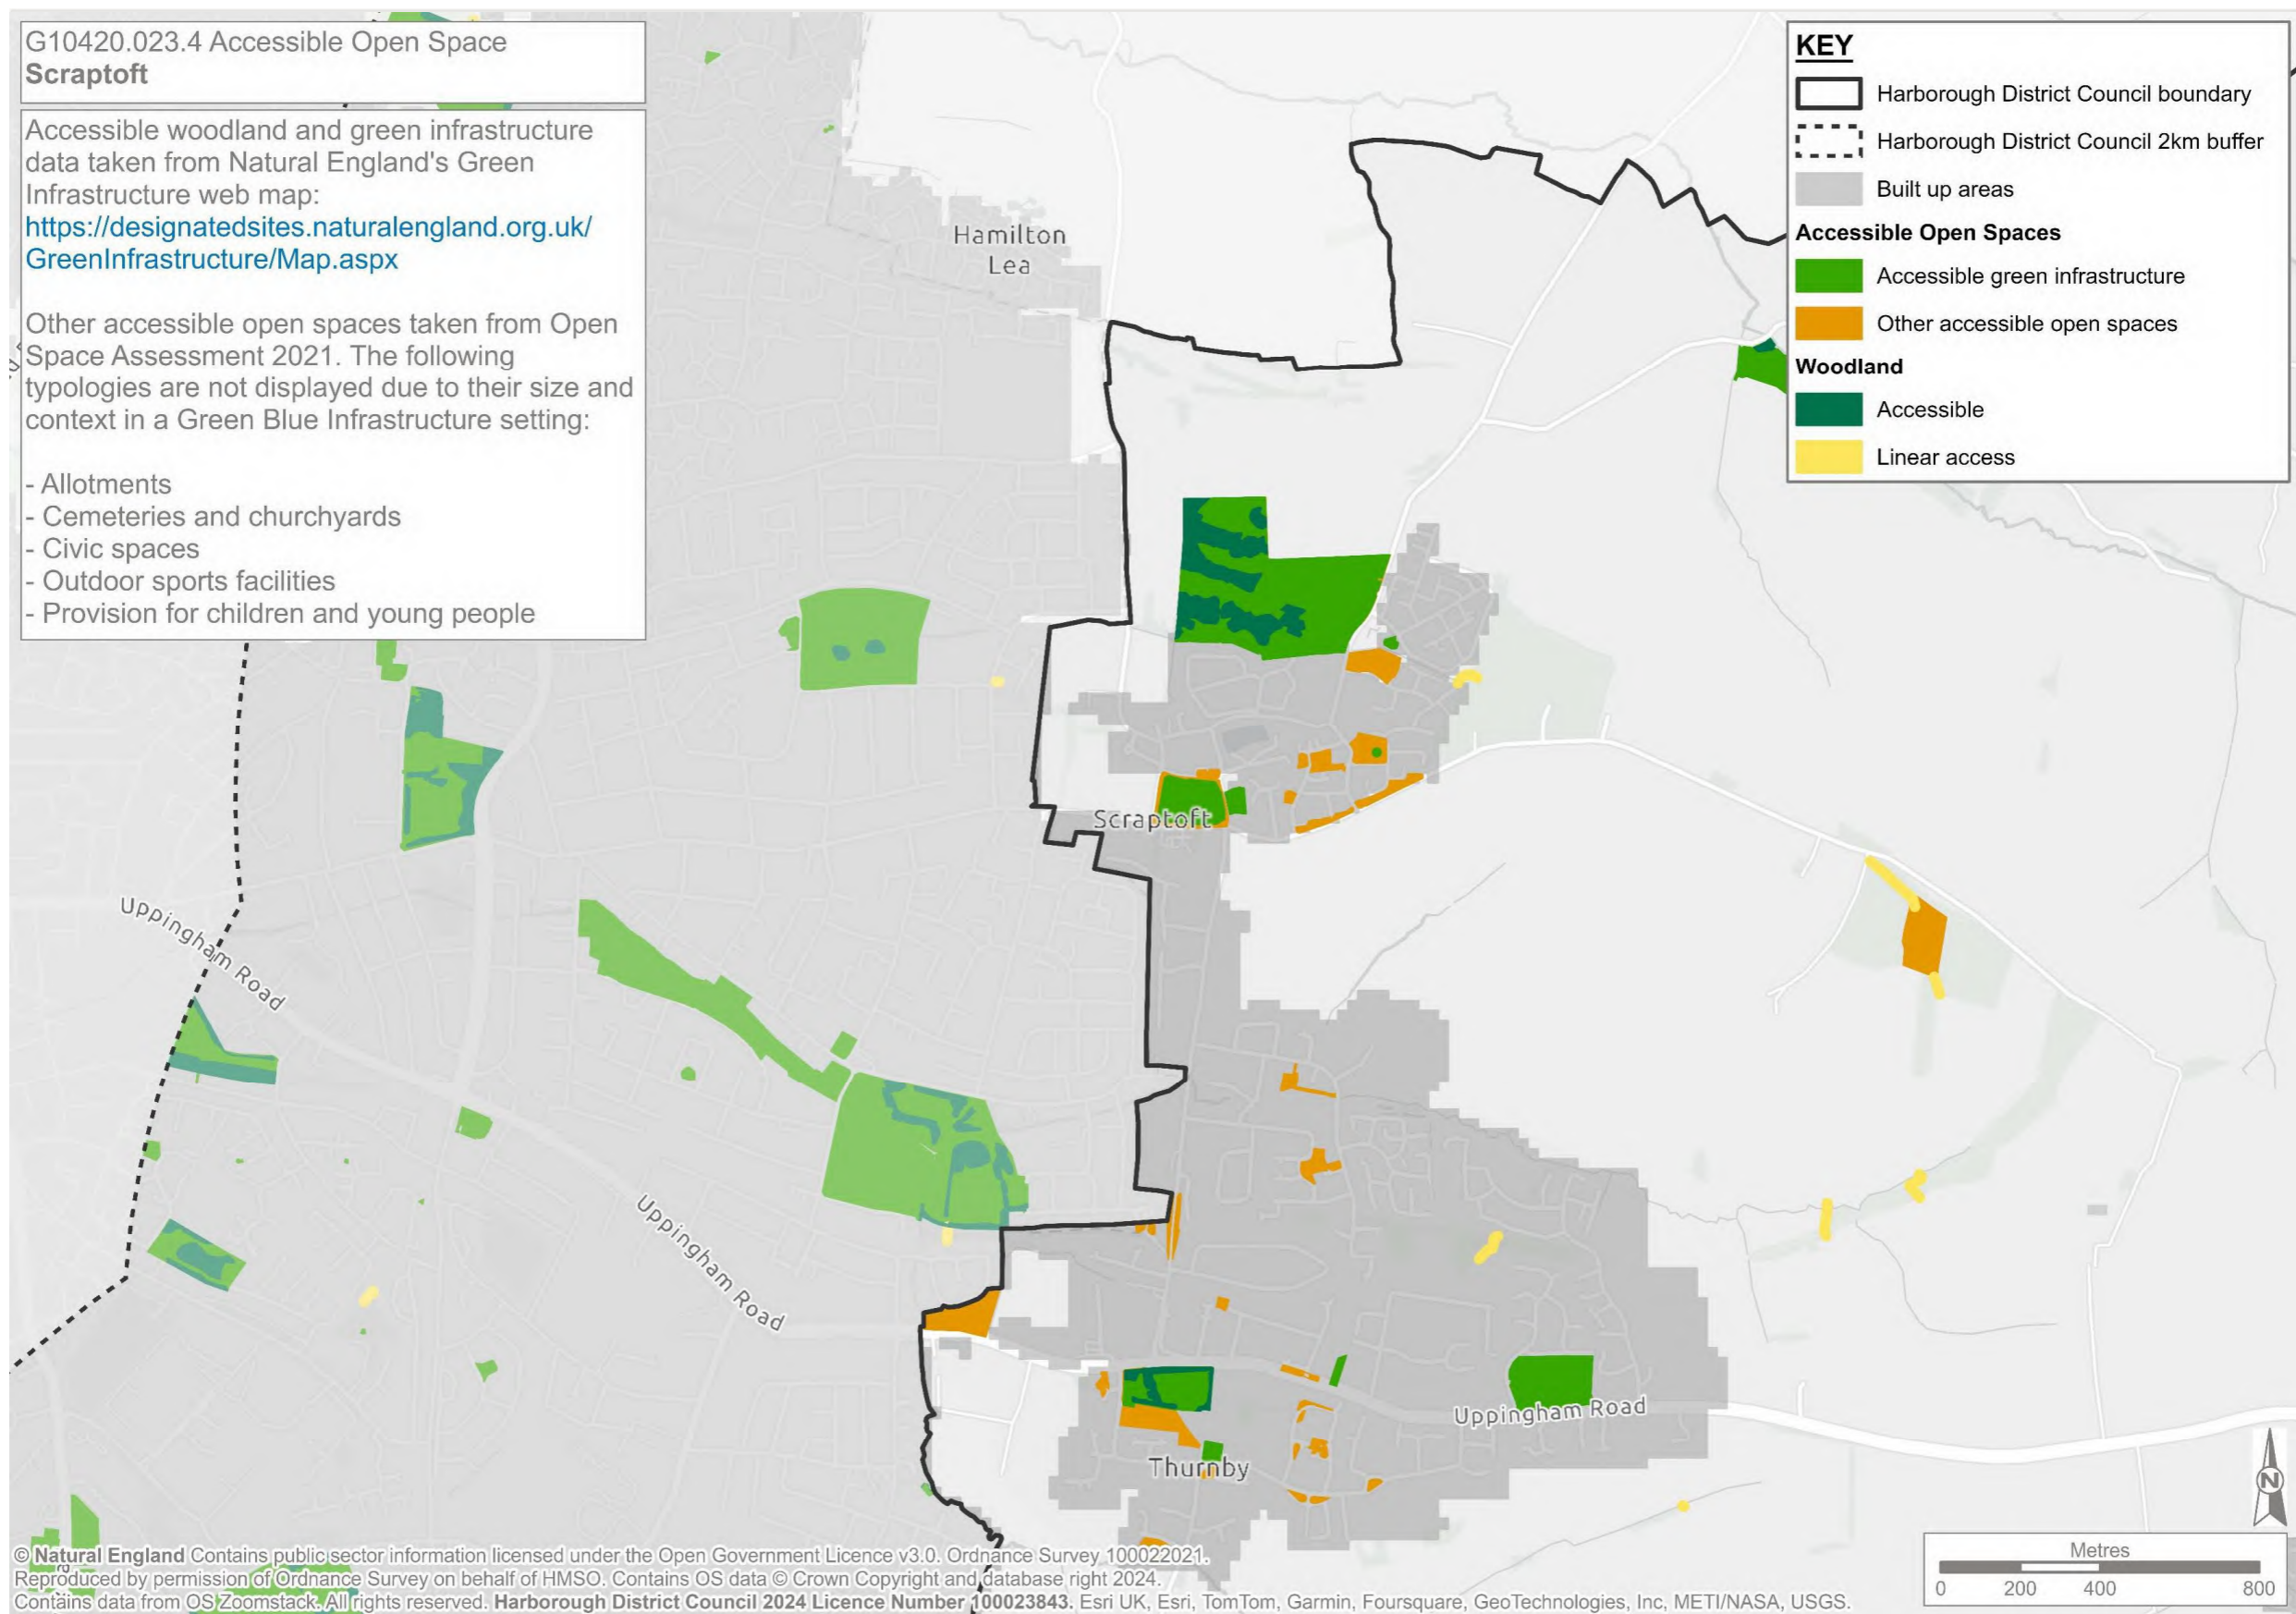 G10420.023.4 Accessible Open Space
Scraptoft
Accessible woodland and green infrastructure
data taken from Natural England's Green
Infrastructure web map:
https://designatedsites.naturalengland.org.uk/
GreenInfrastructure/Map.aspx
Other accessible open spaces taken from Open
Space Assessment 2021. The following
typologies are not displayed due to their size and
context in a Green Blue Infrastructure setting:
- Allotments
- Cemeteries and churchyards
- Civic spaces
- Outdoor sports facilities
- Provision for children and young people
KEY
Harborough District Council boundary
Harborough District Council 2km buffer
Built up areas
Accessible Open Spaces
Accessible green infrastructure
Other accessible open spaces
Woodland
Accessible
Linear access
Hamilton
Lea
Scraptoft
Uppingham Road
Uppingham Road
Uppingham Road
Thurnby
N
Metres
0 200 400 800
© Natural England Contains public sector information licensed under the Open Government Licence v3.0. Ordnance Survey 100022021.
Reproduced by permission of Ordnance Survey on behalf of HMSO. Contains OS data © Crown Copyright and database right 2024.
Contains data from OS Zoomstack. All rights reserved. Harborough District Council 2024 Licence Number 100023843. Esri UK, Esri, TomTom, Garmin, Foursquare, GeoTechnologies, Inc, METI/NASA, USGS.